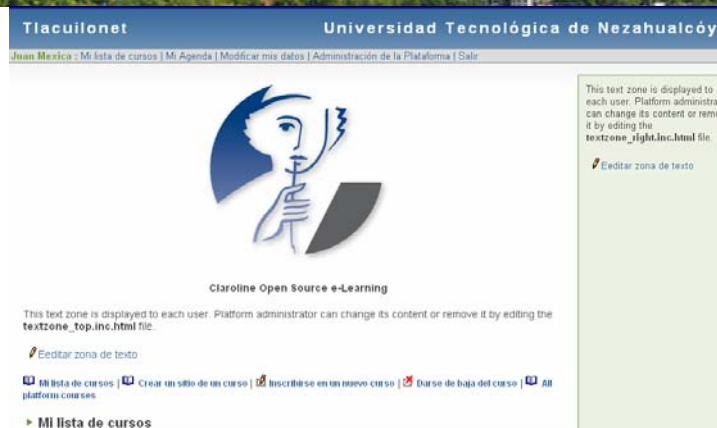 Tlacuilonet
Universidad Tecnológica de Nezahualcóy
Juan Mexica : Mi lista de cursos | Mi Agenda | Modificar mis datos | Administración de la Plataforma | Salir
Claroline Open Source e-Learning
This text zone is displayed to each user. Platform administrator can change its content or remove it by editing the
textzone_top.inc.html file.
Eeditar zona de texto
Mi lista de cursos | Crear un sitio de un curso | Inscribirse en un nuevo curso | Darse de baja del curso | All
platform courses
Mi lista de cursos
This text zone is displayed to
each user. Platform administra
can change its content or remo
it by editing the
textzone_right.inc.html file.
Eeditar zona de texto